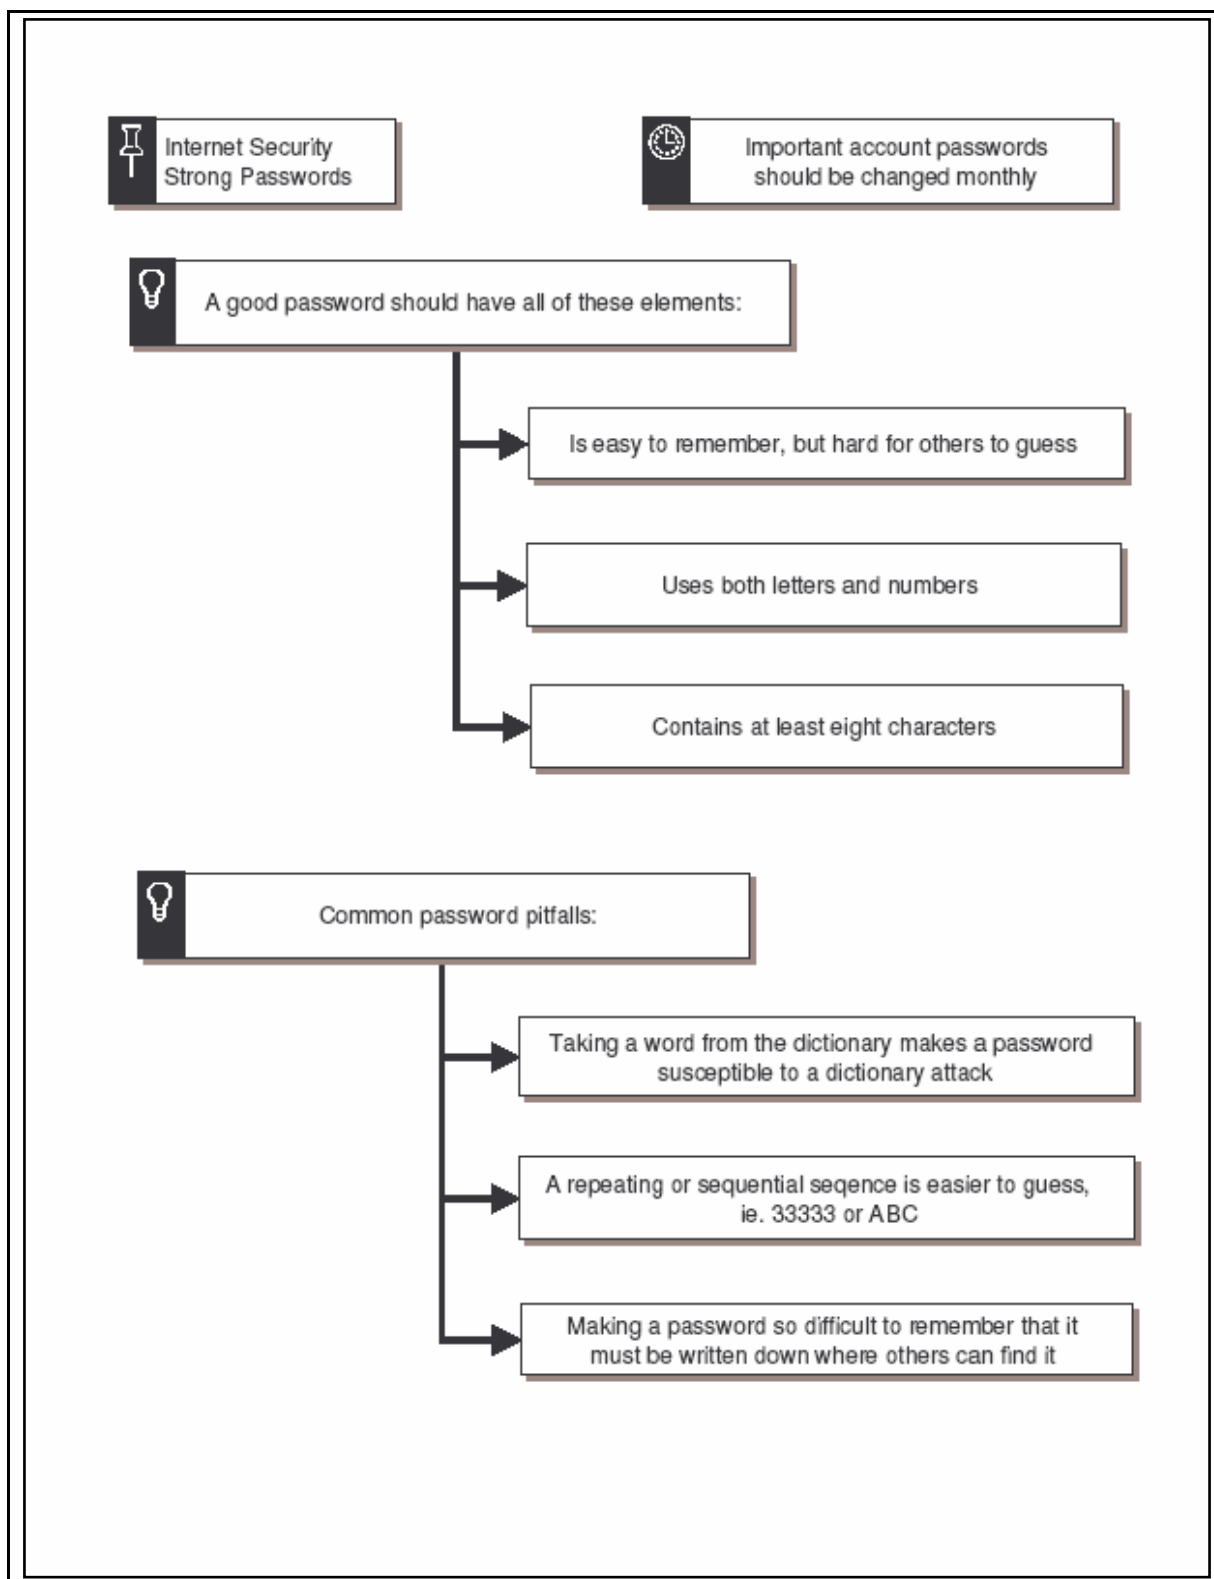 Internet Security
Strong Passwords
Important account passwords
should be changed monthly
A good password should have all of these elements:
Is easy to remember, but hard for others to guess
Uses both letters and numbers
Contains at least eight characters
Common password pitfalls:
Taking a word from the dictionary makes a password
susceptible to a dictionary attack
A repeating or sequential seqence is easier to guess,
ie. 33333 or ABC
Making a password so difficult to remember that it
must be written down where others can find it